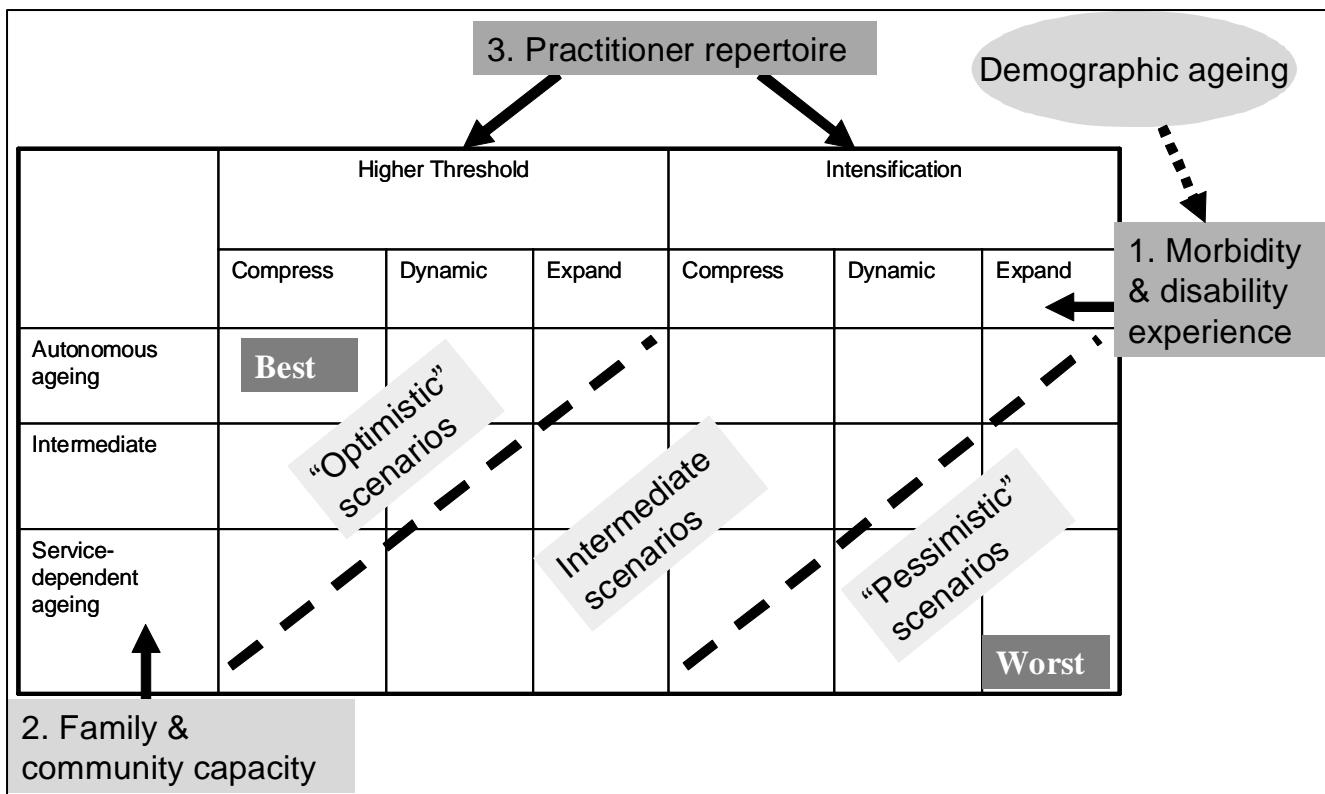 3. Practitioner repertoire
Demographic ageing
Higher Threshold
Intensification
Compress
Dynamic
Expand
Compress
Dynamic
Expand
1. Morbidity
& disability
experience
Autonomous
ageing
Best
Intermediate
“Optimistic”
scenarios
Intermediate
scenarios
“Pessimistic”
scenarios
Service-
dependent
ageing
Worst
2. Family &
community capacity